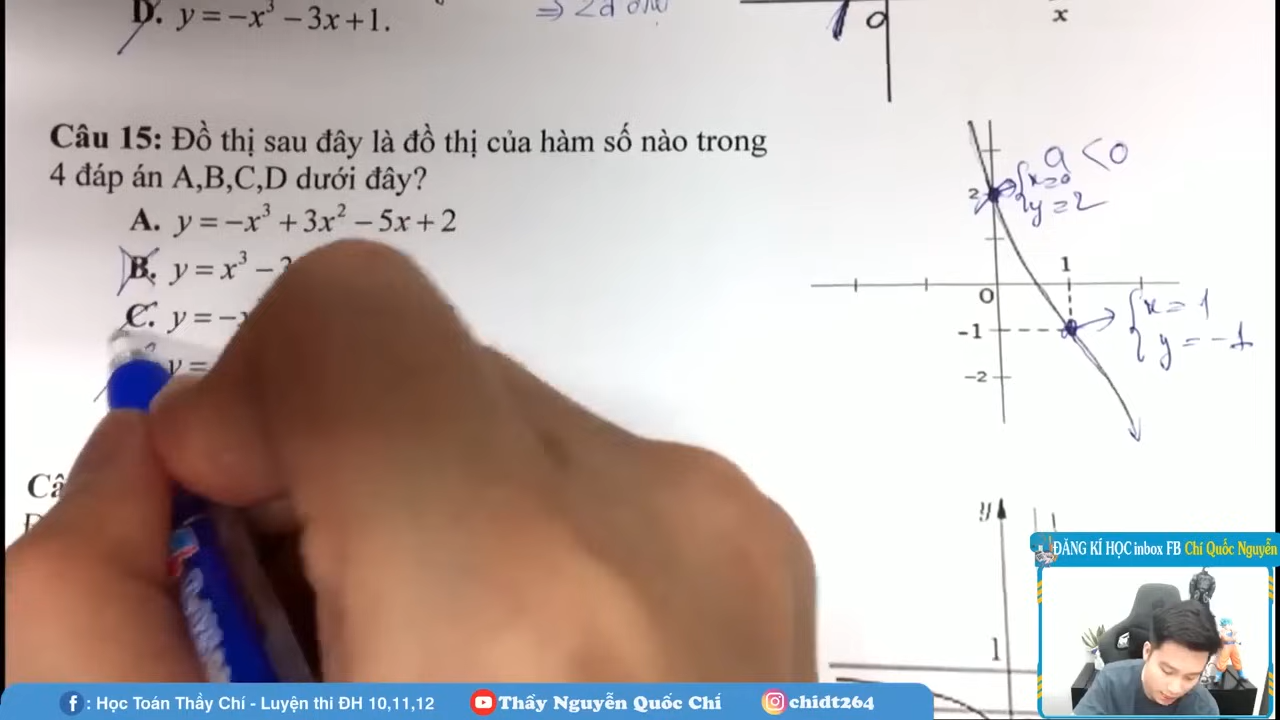 D. y = −x³ − 3x + 1.
O
x
Câu 15: Đồ thị sau đây là đồ thị của hàm số nào trong
4 đáp án A,B,C,D dưới đây?
A. y = −x³ + 3x² − 5x + 2
B. y = x³ −
C. y = −
y =
a < 0
2
x = 0
y = 2
1
O
-1
-2
x = 1
y = −1
y
1
ĐĂNG KÍ HỌC inbox FB Chí Quốc Nguyễn
: Học Toán Thầy Chí - Luyện thi ĐH 10,11,12
Thầy Nguyễn Quốc Chí
chidt264